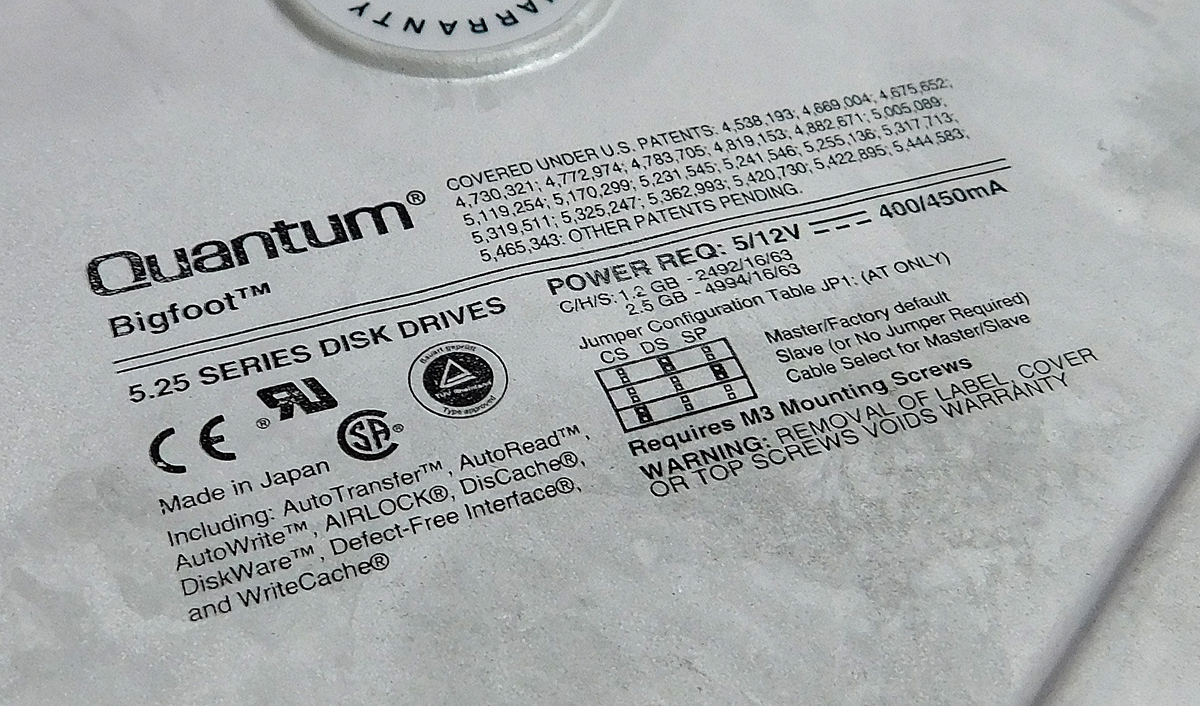 WARRANTY
Quantum®
Bigfoot™
COVERED UNDER U.S. PATENTS: 4,538,193; 4,669,004; 4,675,652;
4,730,321; 4,772,974; 4,783,705; 4,819,153; 4,882,671; 5,005,089;
5,119,254; 5,170,299; 5,231,545; 5,241,546; 5,255,136; 5,317,713;
5,319,511; 5,325,247; 5,362,993; 5,420,730; 5,422,895; 5,444,583;
5,465,343: OTHER PATENTS PENDING.
5.25 SERIES DISK DRIVES
CE
SA®
Bauart geprüft
TÜV Rheinland
Type approved
Made in Japan
Including: AutoTransfer™, AutoRead™,
AutoWrite™, AIRLOCK®, DisCache®,
DiskWare™, Defect-Free Interface®,
and WriteCache®
POWER REQ: 5/12V 400/450mA
C/H/S: 1.2 GB - 2492/16/63
2.5 GB - 4994/16/63
Jumper Configuration Table JP1: (AT ONLY)
CS DS SP
Master/Factory default
Slave (or No Jumper Required)
Cable Select for Master/Slave
Requires M3 Mounting Screws
WARNING: REMOVAL OF LABEL, COVER
OR TOP SCREWS VOIDS WARRANTY